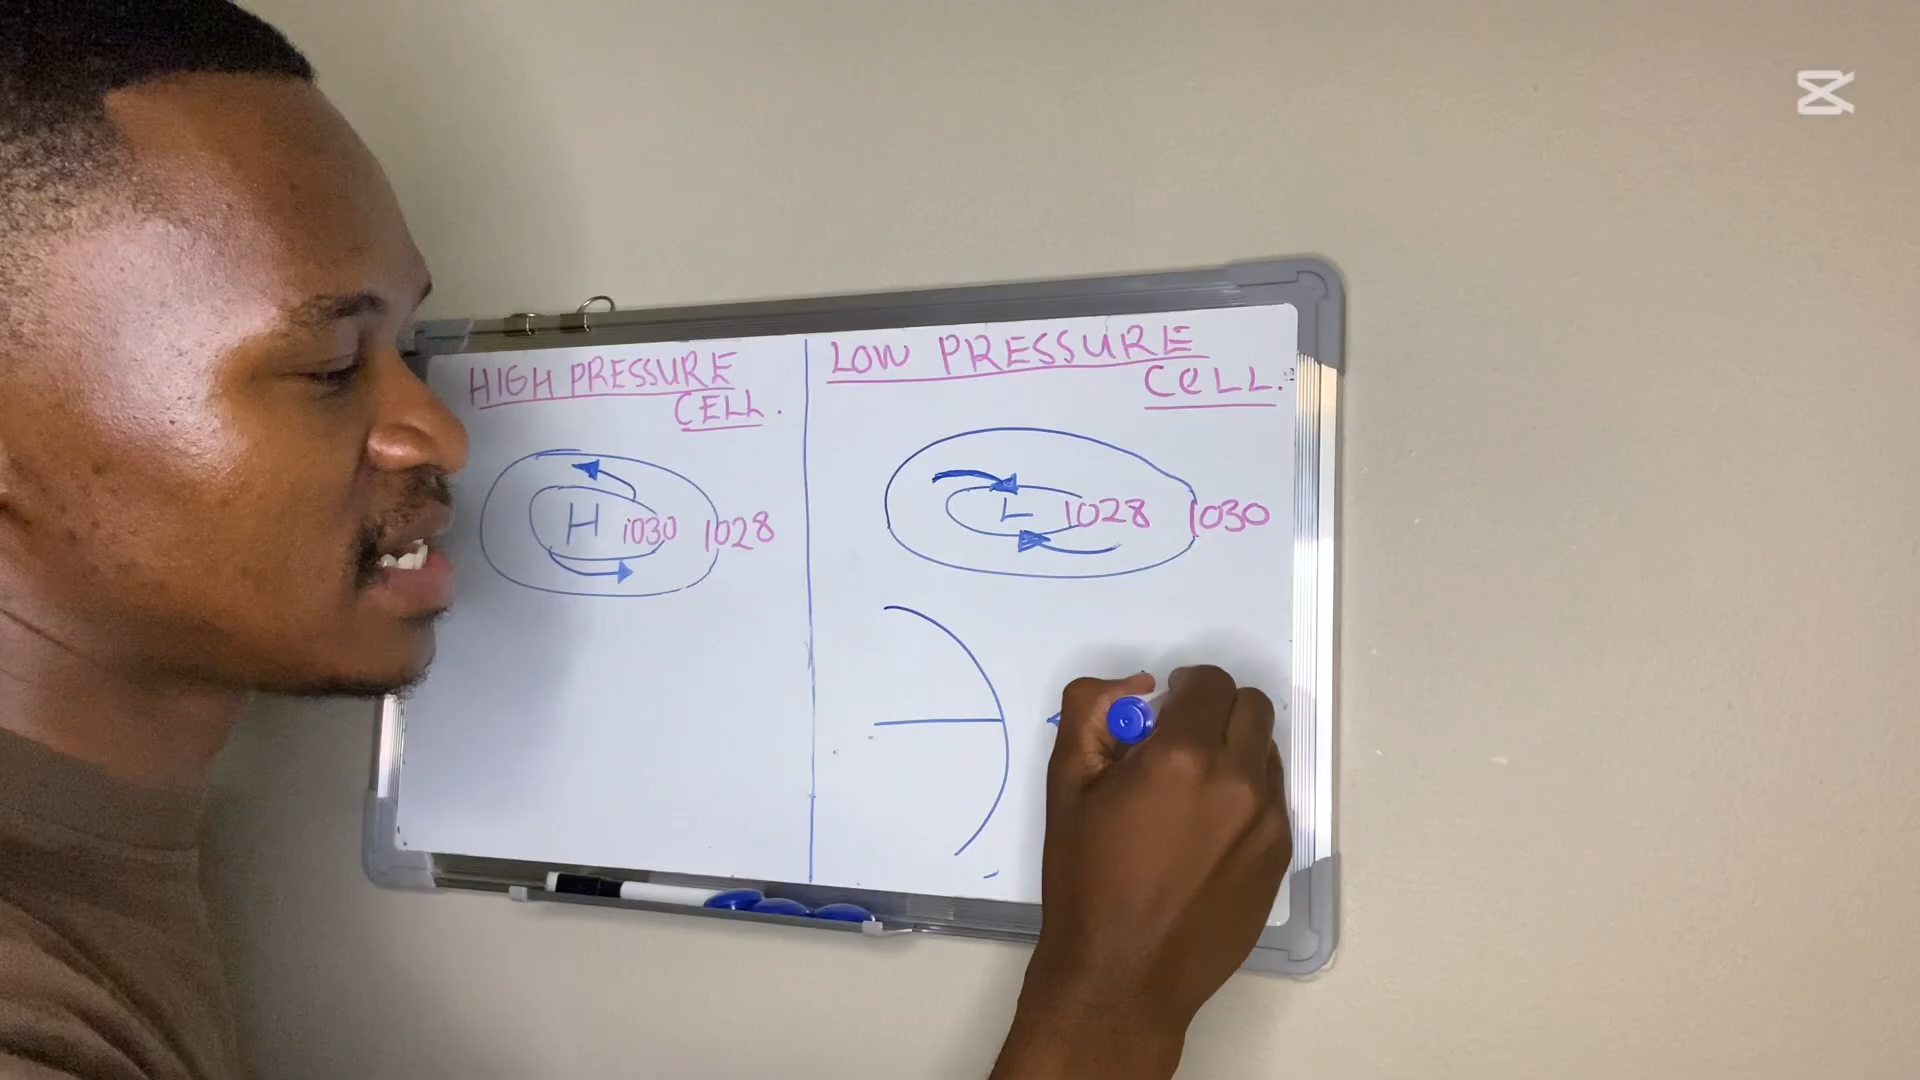 HIGH PRESSURE
CELL.
H 1030 1028
LOW PRESSURE
CeLL.
L 1028 1030